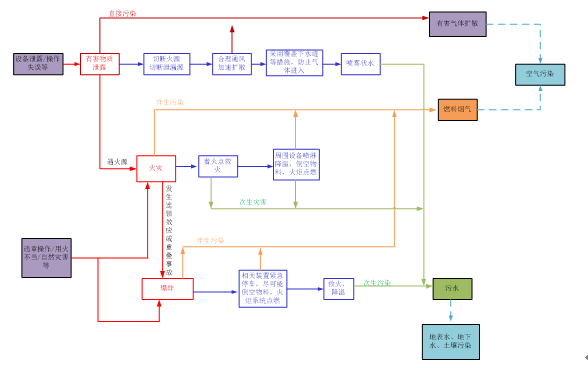 直接污染
有害气体扩散
设备泄露/操作
失误等
有害物质
泄露
切断火源
切断泄漏源
合理通风
加速扩散
采用覆盖下水道
等措施，防止气
体进入
喷雾状水
空气污染
伴生污染
燃料烟气
遇火源
火灾
着火点救
火
周围设备喷淋
降温，倒空物
料，火炬点燃
发生连锁效应或重叠事故
次生灾害
伴生污染
违章操作/用火
不当/自然灾害
等
爆炸
相关装置紧急
停车，尽可能
倒空物料，火
炬系统点燃
救火，
降温
次生污染
污水
地表水、地下
水、土壤污染